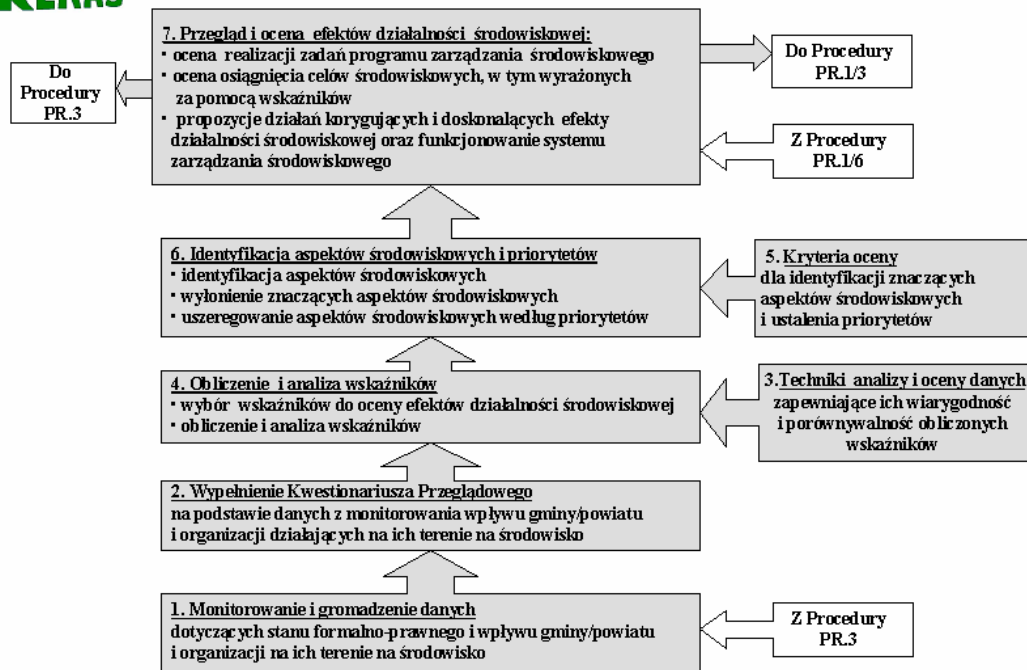 7. Przegląd i ocena efektów działalności środowiskowej:
· ocena realizacji zadań programu zarządzania środowiskowego
· ocena osiągnięcia celów środowiskowych, w tym wyrażonych
za pomocą wskaźników
· propozycje działań korygujących i doskonalących efekty
działalności środowiskowej oraz funkcjonowanie systemu
zarządzania środowiskowego
Do
Procedury
PR.3
Do Procedury
PR.1/3
Z Procedury
PR.1/6
6. Identyfikacja aspektów środowiskowych i priorytetów
· identyfikacja aspektów środowiskowych
· wyłonienie znaczących aspektów środowiskowych
· uszeregowanie aspektów środowiskowych według priorytetów
5. Kryteria oceny
dla identyfikacji znaczących
aspektów środowiskowych
i ustalenia priorytetów
4. Obliczenie i analiza wskaźników
· wybór wskaźników do oceny efektów działalności środowiskowej
· obliczenie i analiza wskaźników
3.Techniki analizy i oceny danych
zapewniające ich wiarygodność
i porównywalność obliczonych
wskaźników
2. Wypełnienie Kwestionariusza Przeglądowego
na podstawie danych z monitorowania wpływu gminy/powiatu
i organizacji działających na ich terenie na środowisko
1. Monitorowanie i gromadzenie danych
dotyczących stanu formalno-prawnego i wpływu gminy/powiatu
i organizacji na ich terenie na środowisko
Z Procedury
PR.3